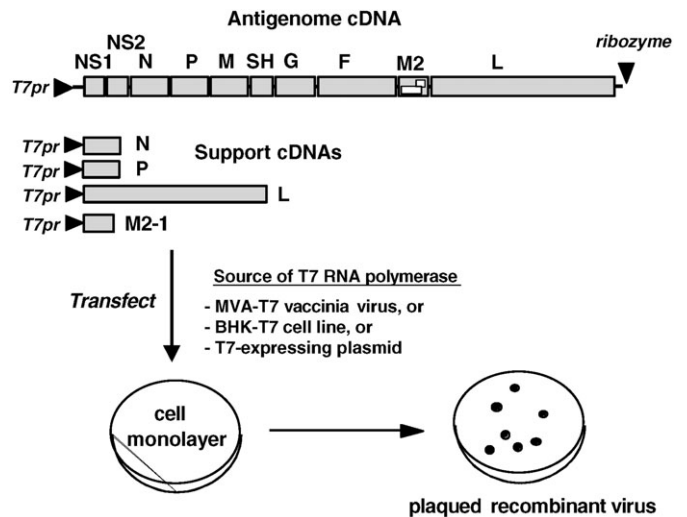 Antigenome cDNA
NS2
NS1 N P M SH G F M2 L ribozyme
T7pr
T7pr N
Support cDNAs
T7pr P
T7pr L
T7pr M2-1
Source of T7 RNA polymerase
Transfect
- MVA-T7 vaccinia virus, or
- BHK-T7 cell line, or
- T7-expressing plasmid
cell
monolayer
plaqued recombinant virus